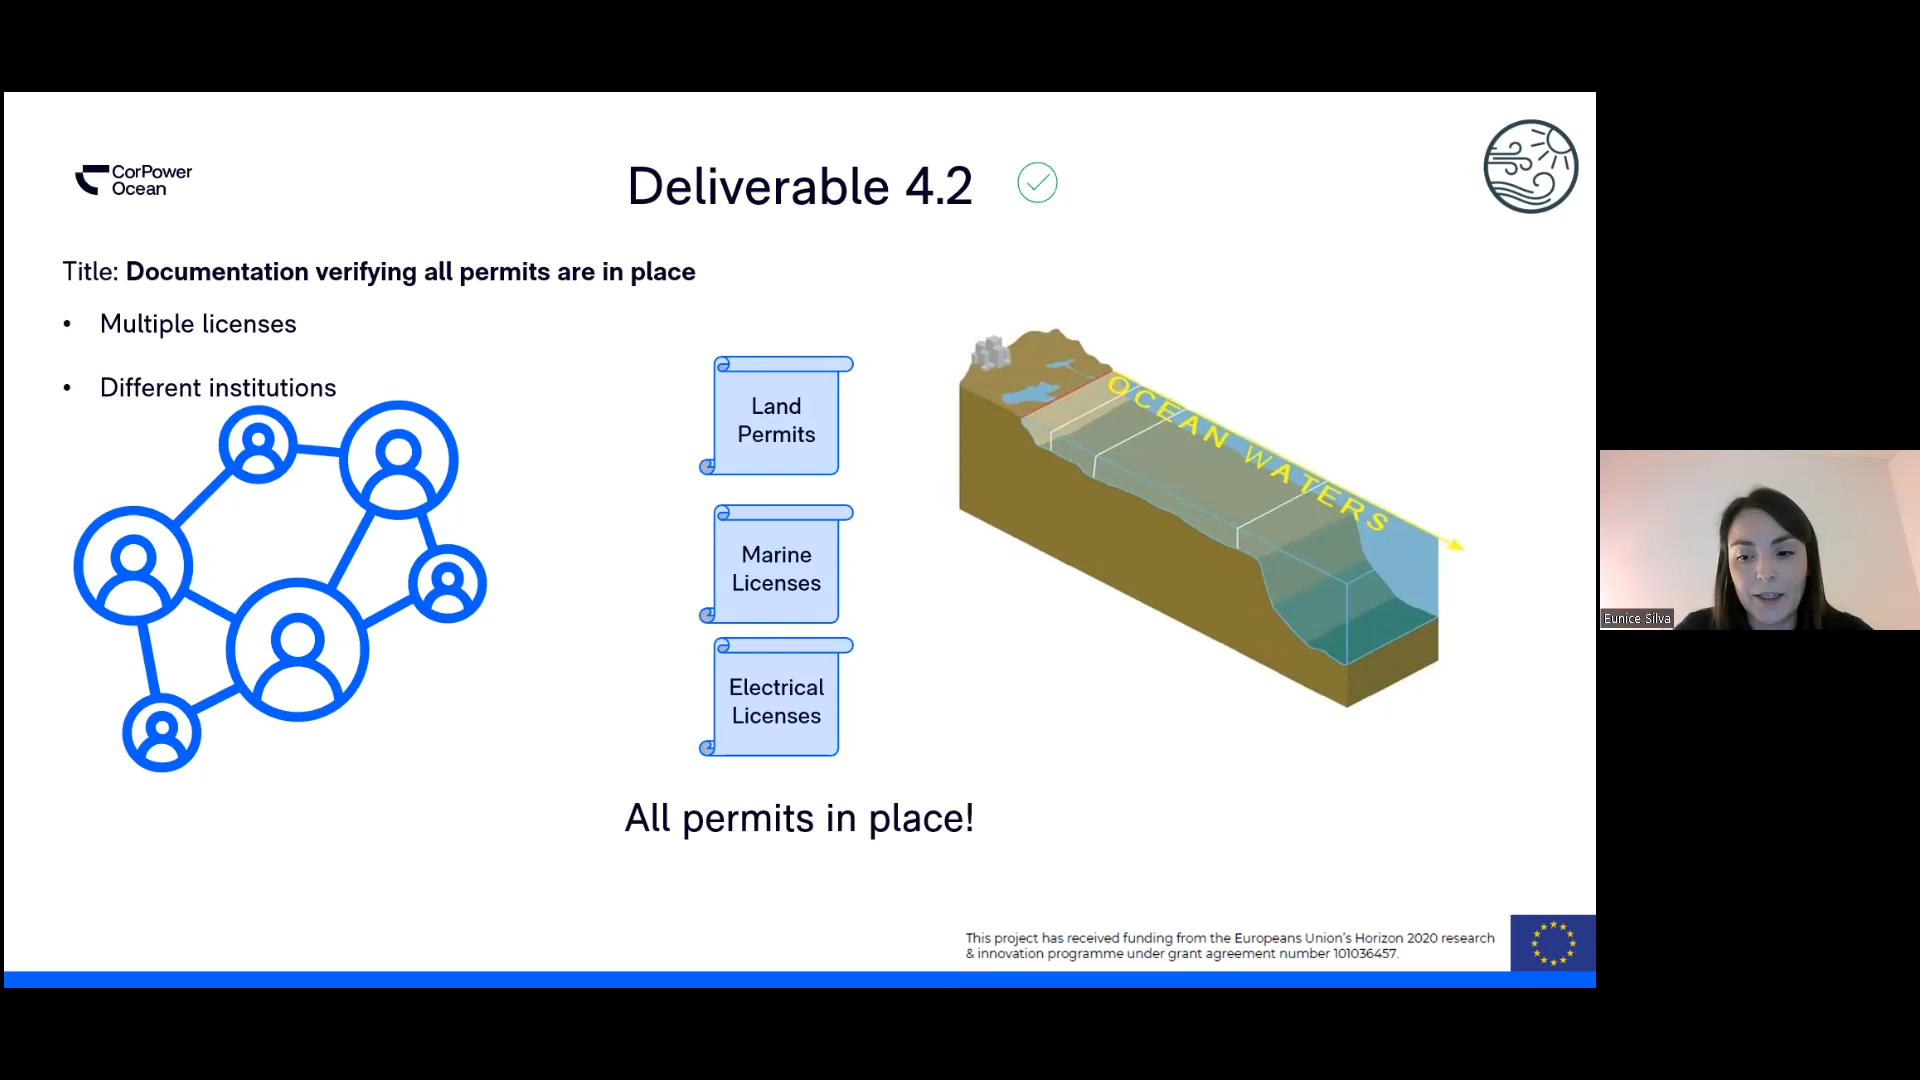 CorPower
Ocean
Deliverable 4.2
Title: Documentation verifying all permits are in place
• Multiple licenses
• Different institutions
Land
Permits
Marine
Licenses
Electrical
Licenses
OCEAN WATERS
All permits in place!
This project has received funding from the Europeans Union's Horizon 2020 research
& innovation programme under grant agreement number 101036457.
Eunice Silva